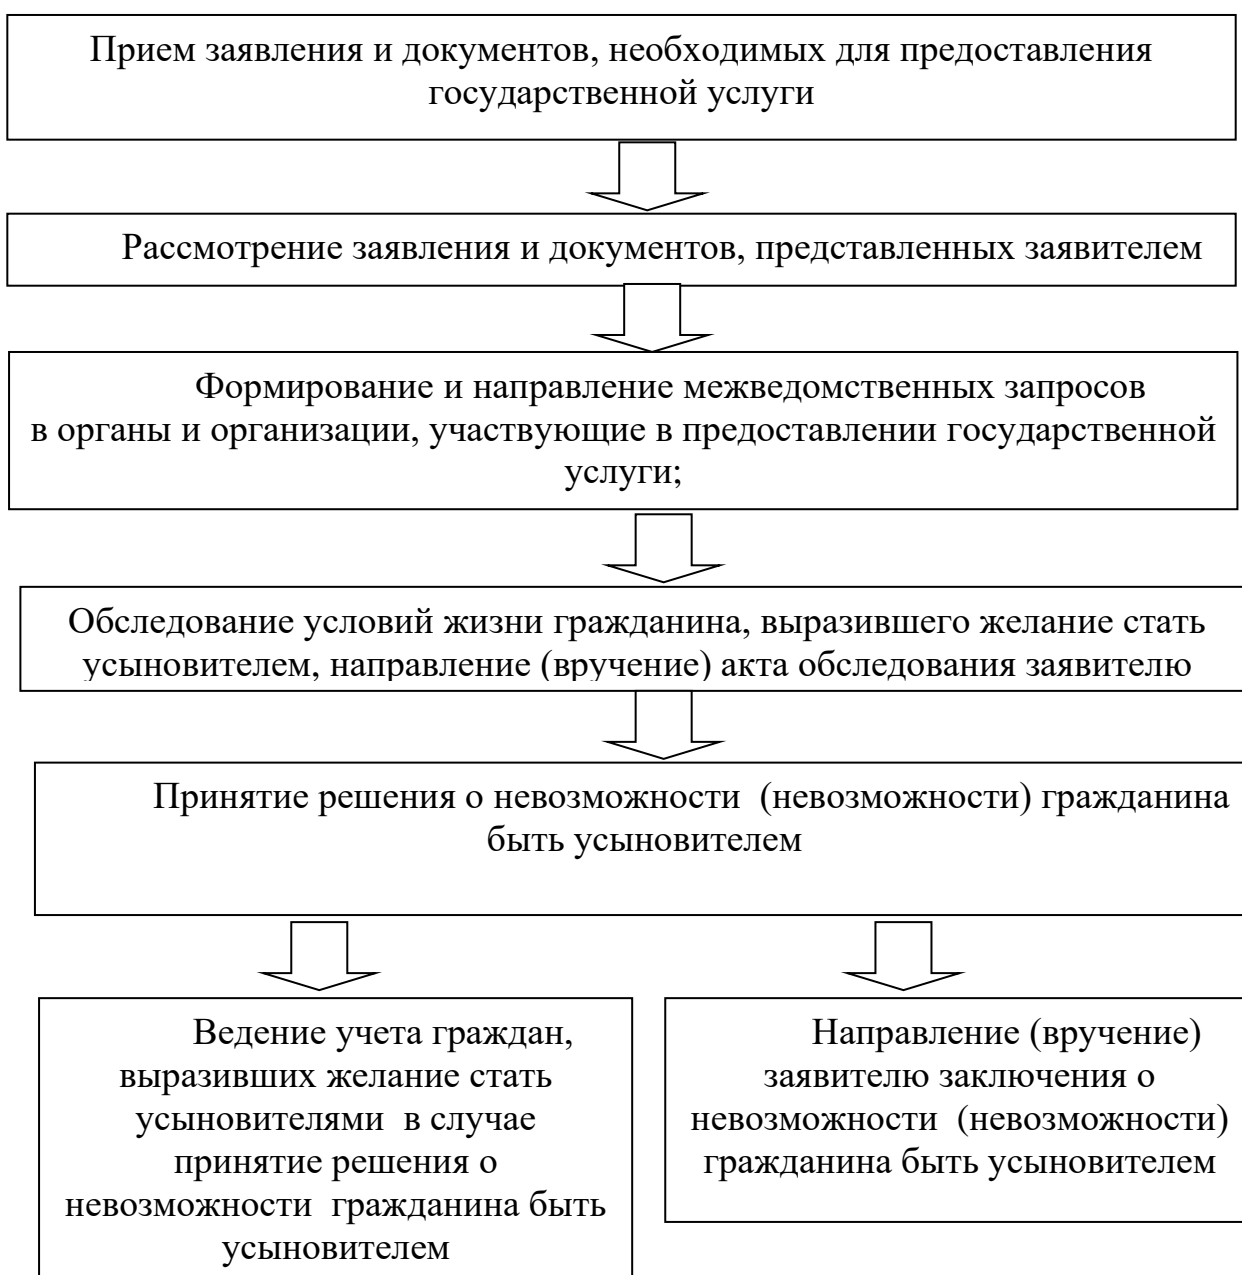 Прием заявления и документов, необходимых для предоставления
государственной услуги
Рассмотрение заявления и документов, представленных заявителем
Формирование и направление межведомственных запросов
в органы и организации, участвующие в предоставлении государственной
услуги;
Обследование условий жизни гражданина, выразившего желание стать
усыновителем, направление (вручение) акта обследования заявителю
Принятие решения о невозможности (невозможности) гражданина
быть усыновителем
Ведение учета граждан,
выразивших желание стать
усыновителями в случае
принятие решения о
невозможности гражданина быть
усыновителем
Направление (вручение)
заявителю заключения о
невозможности (невозможности)
гражданина быть усыновителем